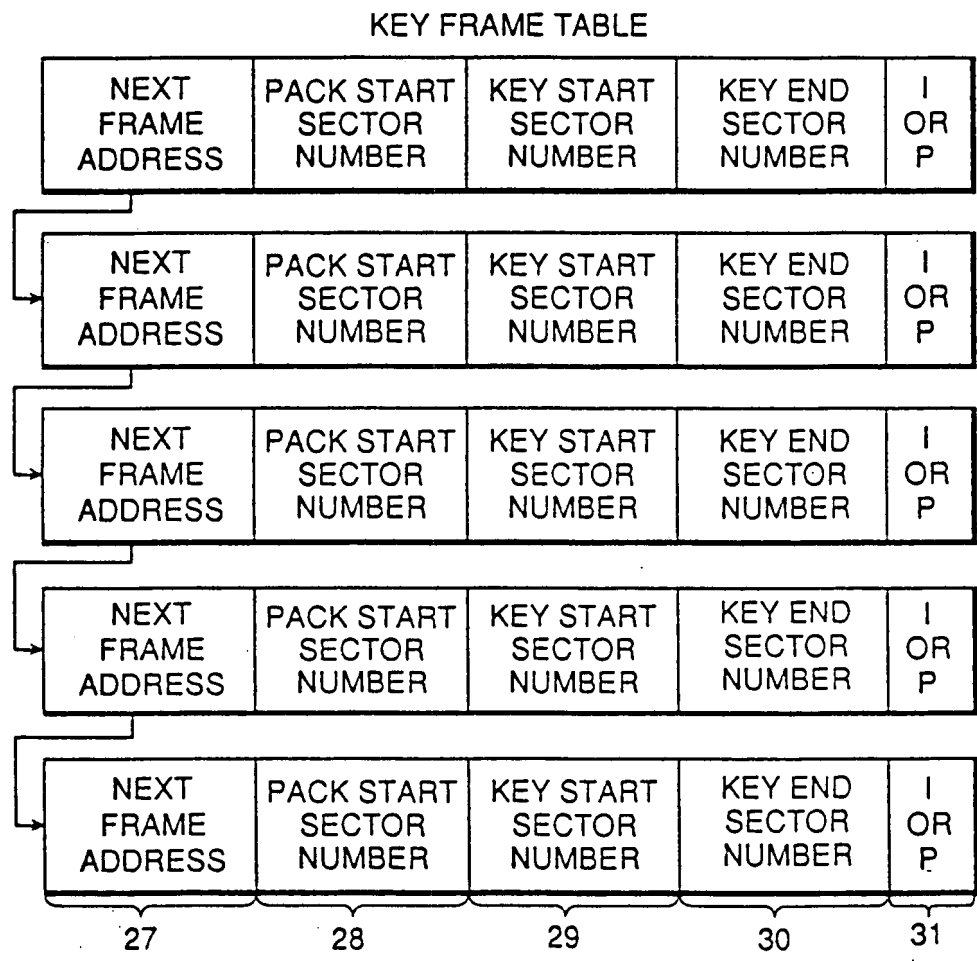 KEY FRAME TABLE
NEXT FRAME ADDRESS
PACK START SECTOR NUMBER
KEY START SECTOR NUMBER
KEY END SECTOR NUMBER
I OR P
NEXT FRAME ADDRESS
PACK START SECTOR NUMBER
KEY START SECTOR NUMBER
KEY END SECTOR NUMBER
I OR P
NEXT FRAME ADDRESS
PACK START SECTOR NUMBER
KEY START SECTOR NUMBER
KEY END SECTOR NUMBER
I OR P
NEXT FRAME ADDRESS
PACK START SECTOR NUMBER
KEY START SECTOR NUMBER
KEY END SECTOR NUMBER
I OR P
NEXT FRAME ADDRESS
PACK START SECTOR NUMBER
KEY START SECTOR NUMBER
KEY END SECTOR NUMBER
I OR P
27 28 29 30 31